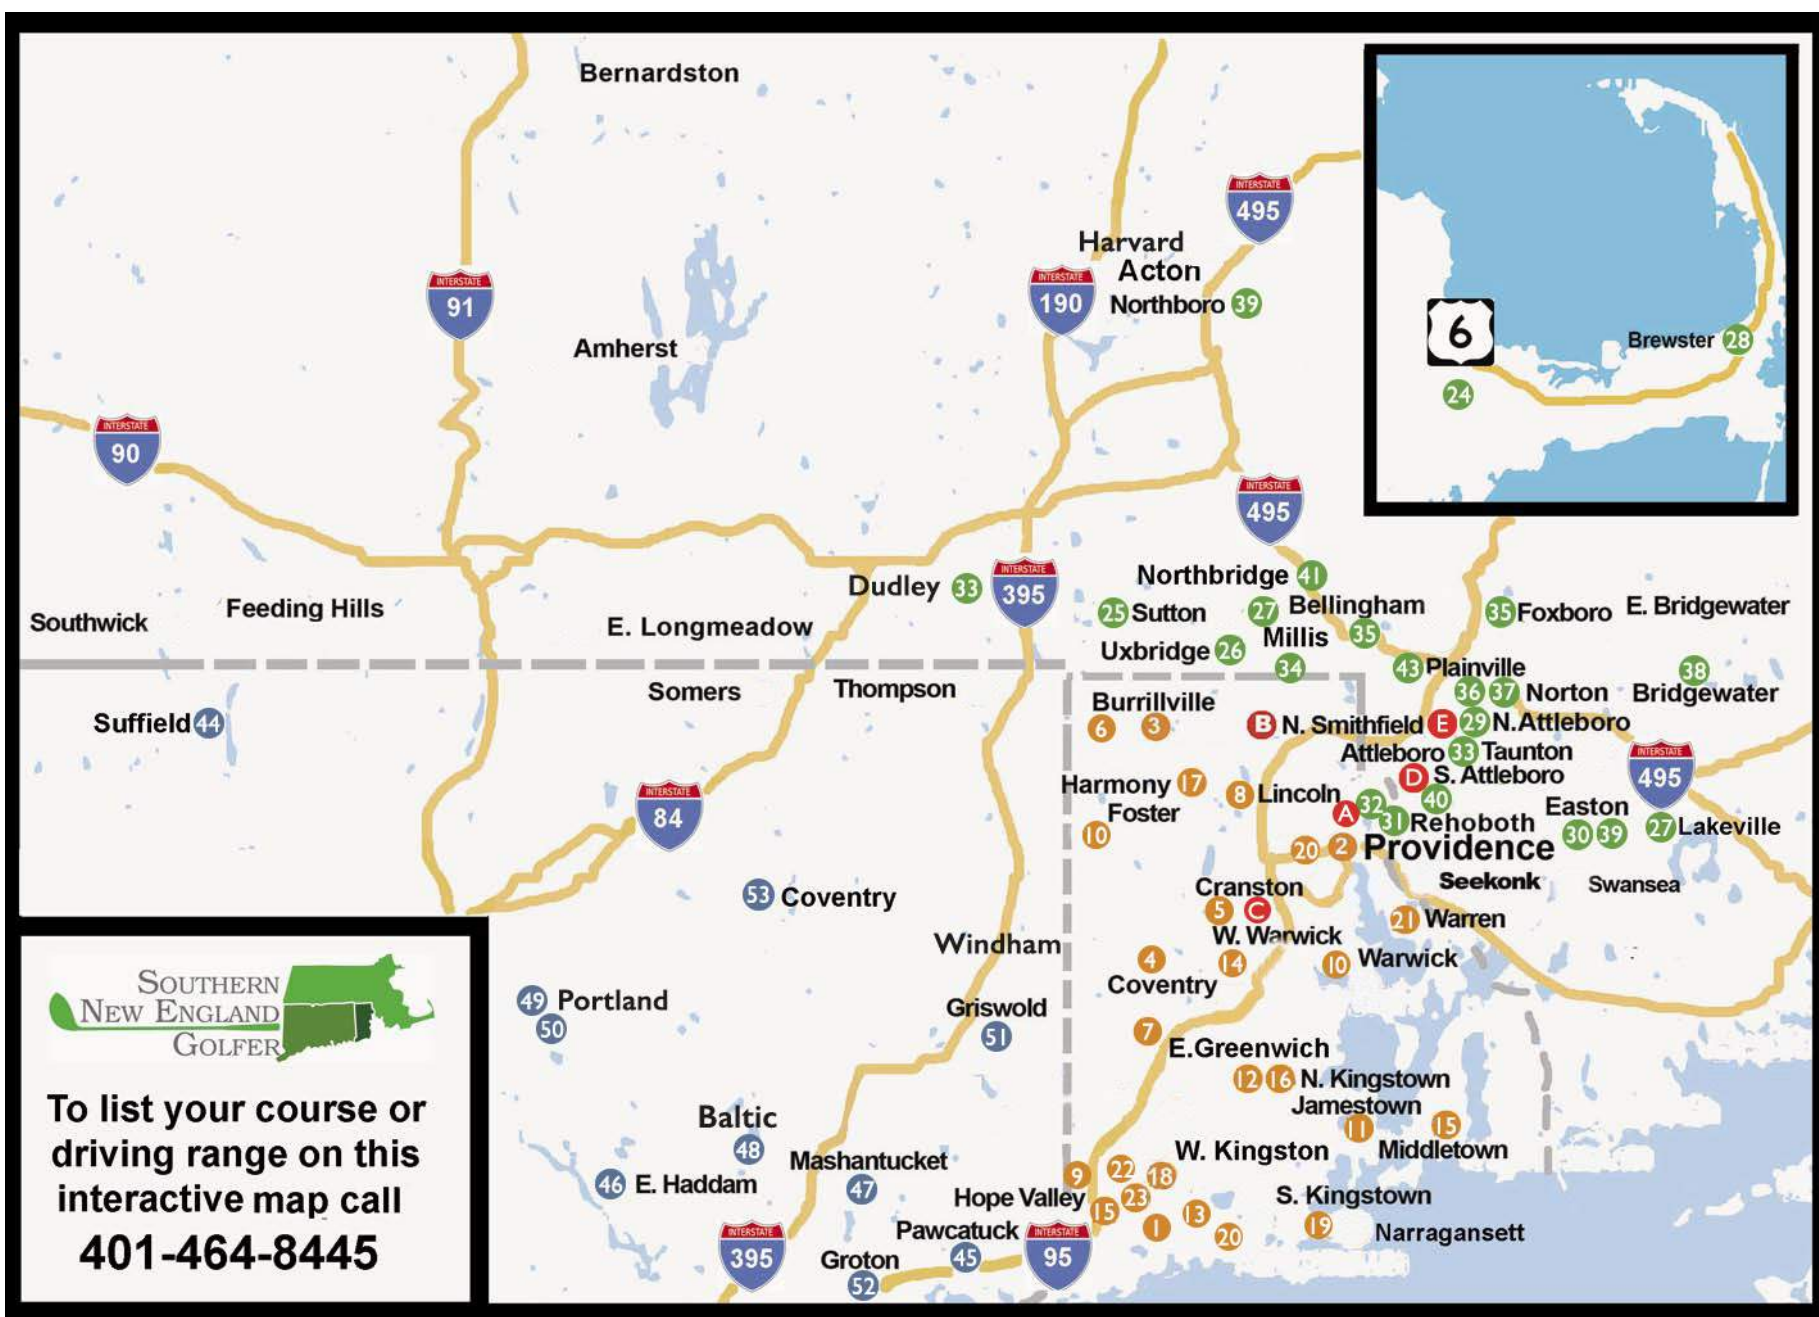 Bernardston
INTERSTATE
495
Harvard
Acton
INTERSTATE
91
INTERSTATE
190
Northboro 39
6
Brewster 28
Amherst
24
INTERSTATE
90
INTERSTATE
495
Dudley 33
INTERSTATE
395
Northbridge 41
25 Sutton
27 Bellingham
35 Foxboro
E. Bridgewater
Southwick
Feeding Hills
E. Longmeadow
Uxbridge 26
Millis
35
34
43 Plainville
38
Bridgewater
Somers
Thompson
36 37 Norton
Burrillville
6 3
Suffield 44
B N. Smithfield
E 29 N.Attleboro
Attleboro 33 Taunton
INTERSTATE
495
D S. Attleboro
Harmony 17
8 Lincoln
Foster
10
A 32 31 40
Rehoboth
Easton
30 39
27 Lakeville
INTERSTATE
84
20 2 Providence
Seekonk
Swansea
53 Coventry
Cranston
5 C
21 Warren
W. Warwick
14
10 Warwick
Windham
4
Coventry
SOUTHERN
NEW ENGLAND
GOLFER
49 Portland
50
Griswold
51
7
E.Greenwich
12 16 N. Kingstown
Jamestown
11
15
Middletown
To list your course or
driving range on this
interactive map call
401-464-8445
Baltic
48
Mashantucket
47
46 E. Haddam
W. Kingston
9 22 18
Hope Valley
15 23
1 13 20
S. Kingstown
19
Narragansett
Pawcatuck
45
Groton
52
INTERSTATE
395
INTERSTATE
95